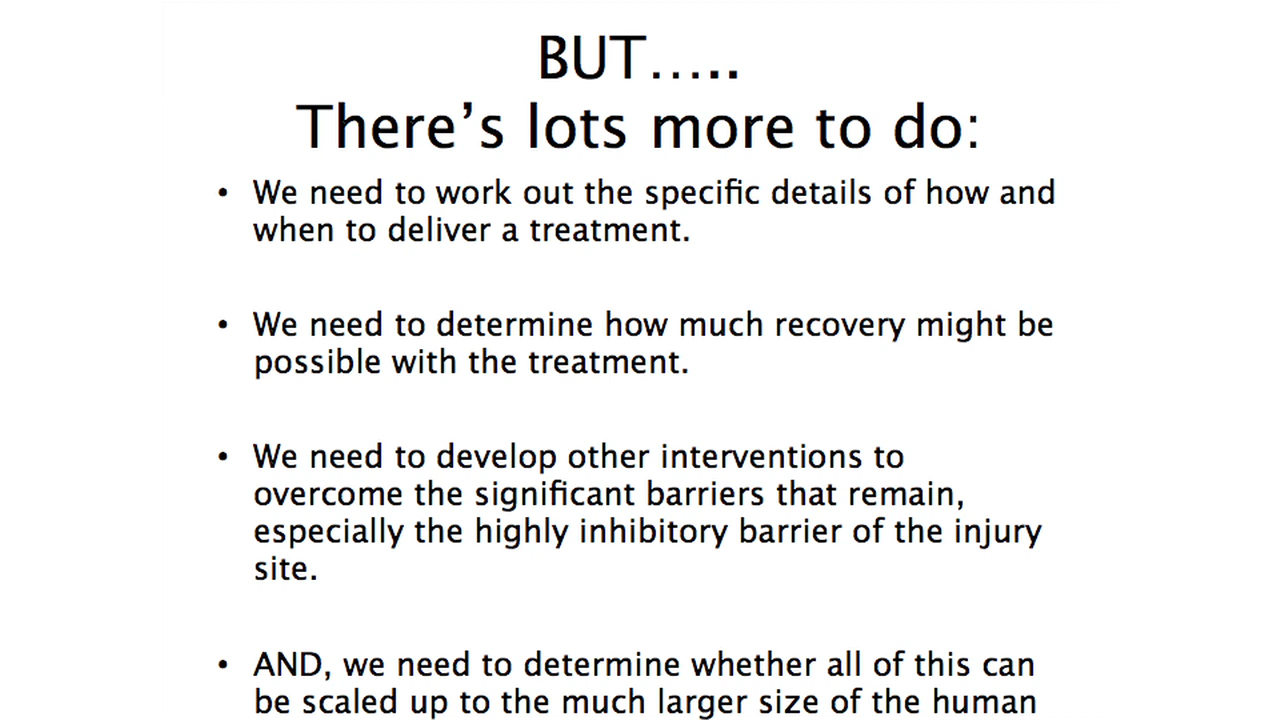 BUT…..
There’s lots more to do:
• We need to work out the specific details of how and
when to deliver a treatment.
• We need to determine how much recovery might be
possible with the treatment.
• We need to develop other interventions to
overcome the significant barriers that remain,
especially the highly inhibitory barrier of the injury
site.
• AND, we need to determine whether all of this can
be scaled up to the much larger size of the human